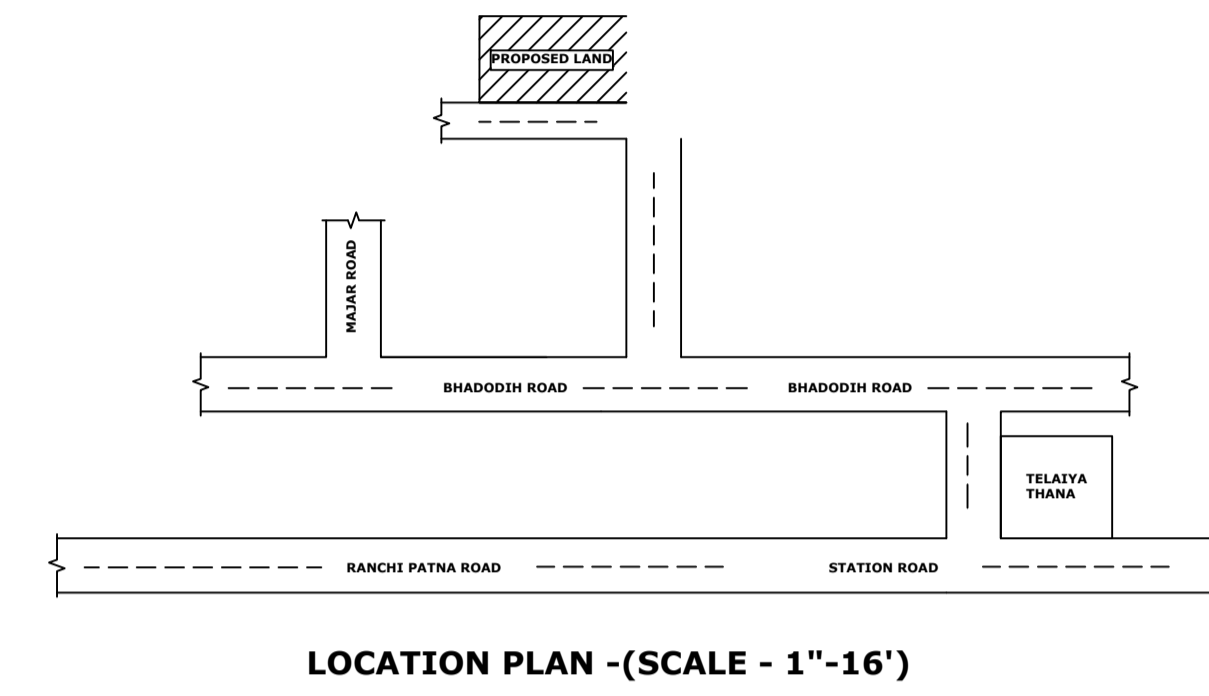 PROPOSED LAND
MAJAR ROAD
BHADODIH ROAD
BHADODIH ROAD
TELAIYA
THANA
RANCHI PATNA ROAD
STATION ROAD
LOCATION PLAN -(SCALE - 1"-16')